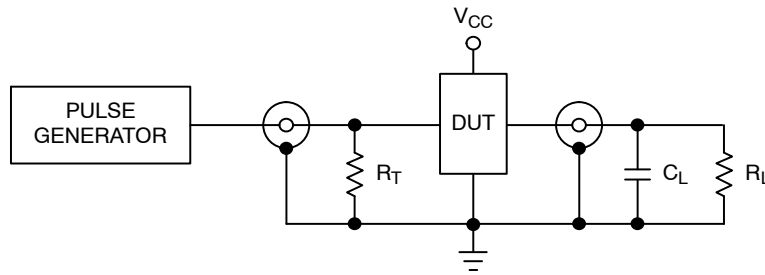 V_CC
PULSE
GENERATOR
DUT
R_T
C_L
R_L